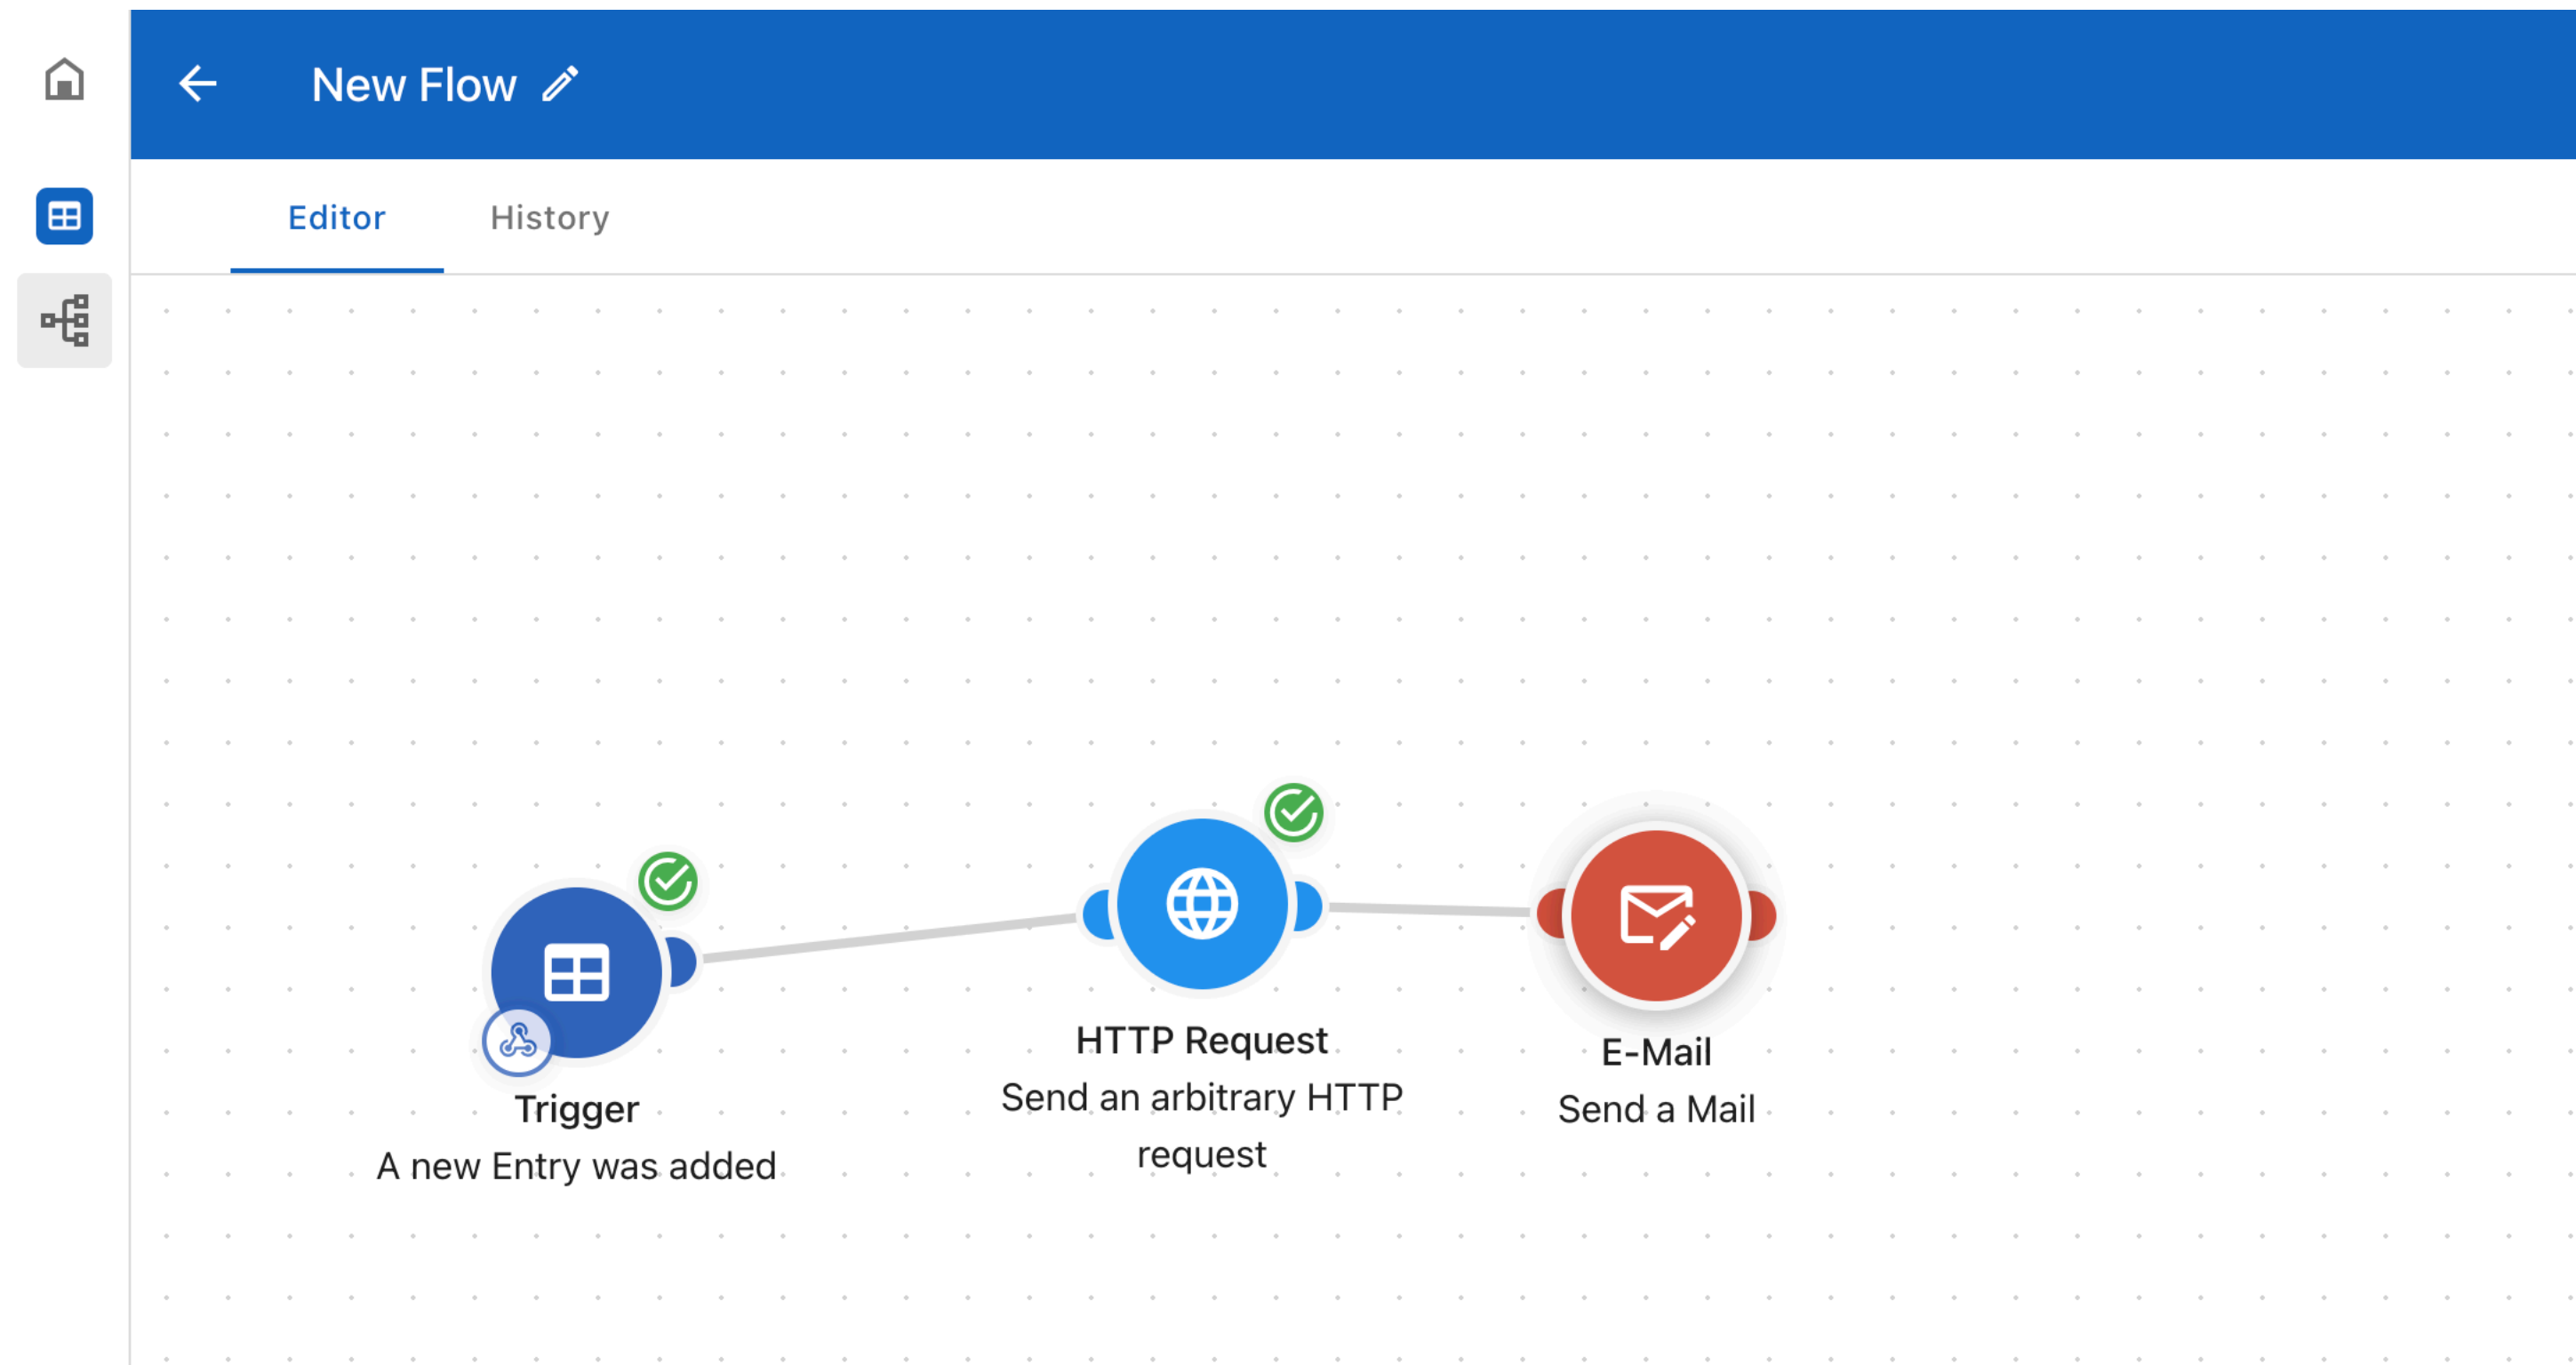 New Flow
Editor
History
Trigger
A new Entry was added
HTTP Request
Send an arbitrary HTTP
request
E-Mail
Send a Mail